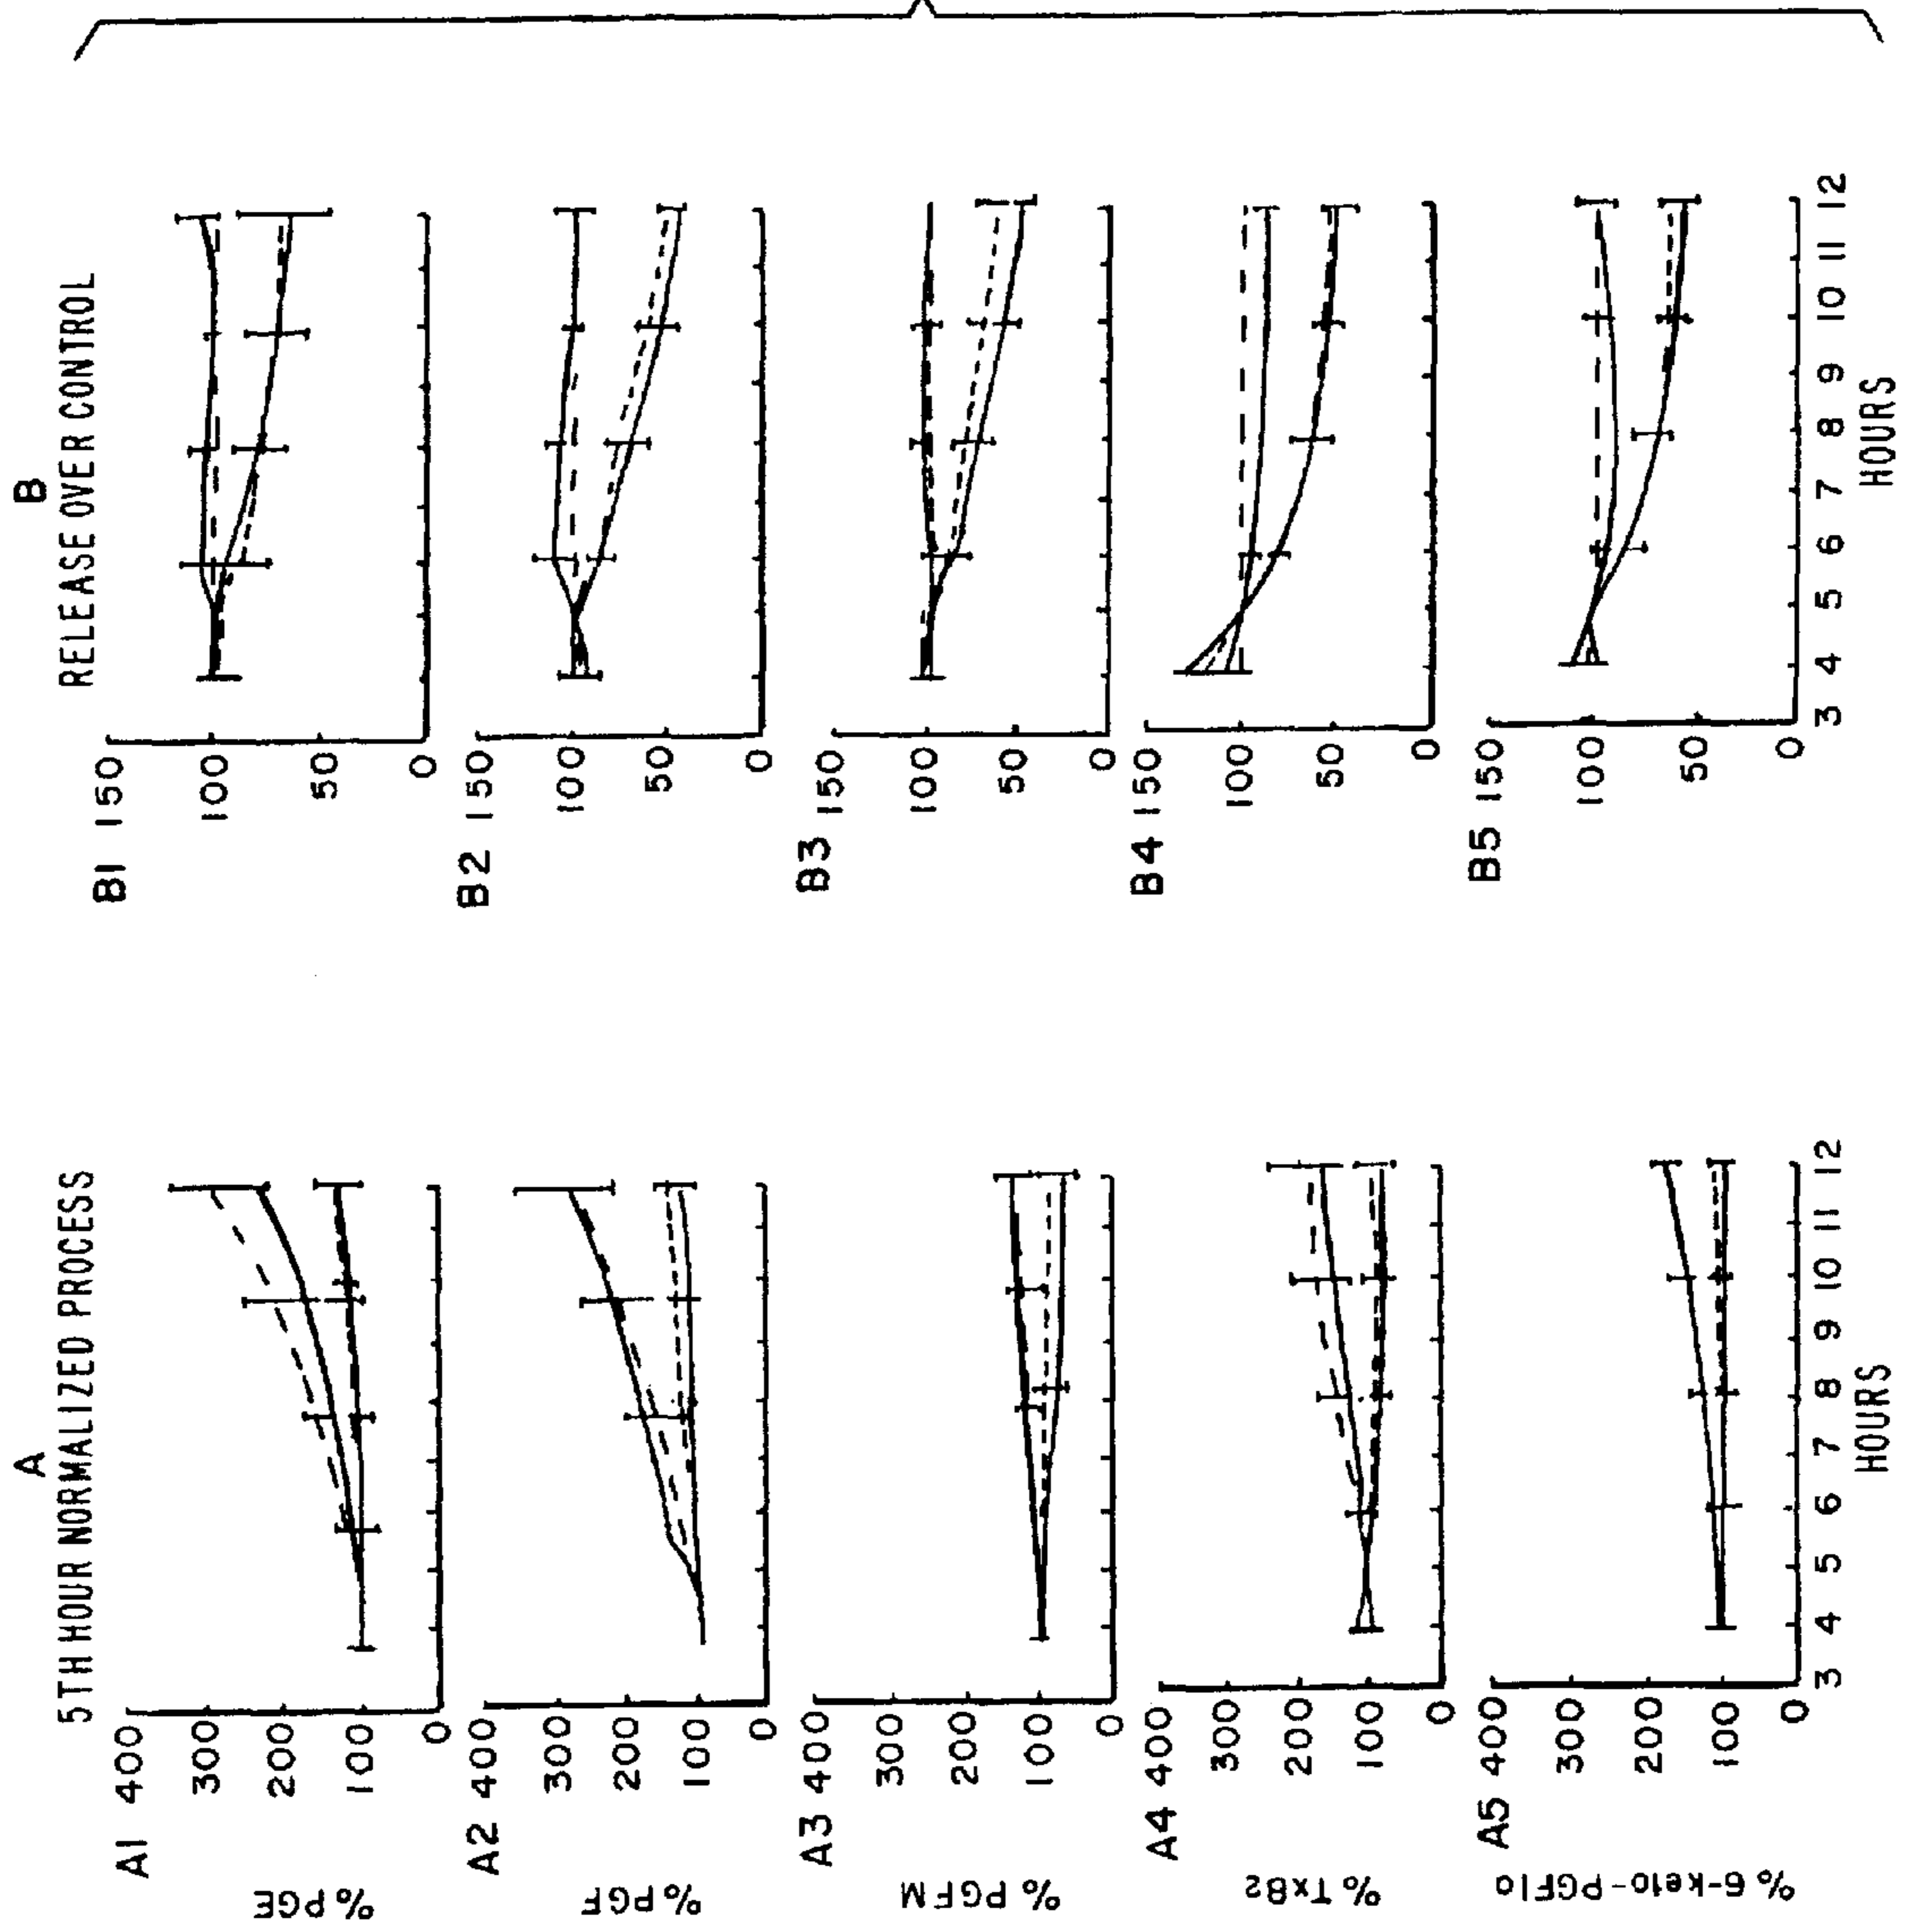 A
5TH HOUR NORMALIZED PROCESS
A1 400 300 200 100 0
% PGE
A2 400 300 200 100 0
% PGF
A3 400 300 200 100 0
% PGFM
A4 400 300 200 100 0
% TxB2
A5 400 300 200 100 0
% 6-keto-PGF1α
3 4 5 6 7 8 9 10 11 12
HOURS
B
RELEASE OVER CONTROL
B1 150 100 50 0
B2 150 100 50 0
B3 150 100 50 0
B4 150 100 50 0
B5 150 100 50 0
3 4 5 6 7 8 9 10 11 12
HOURS